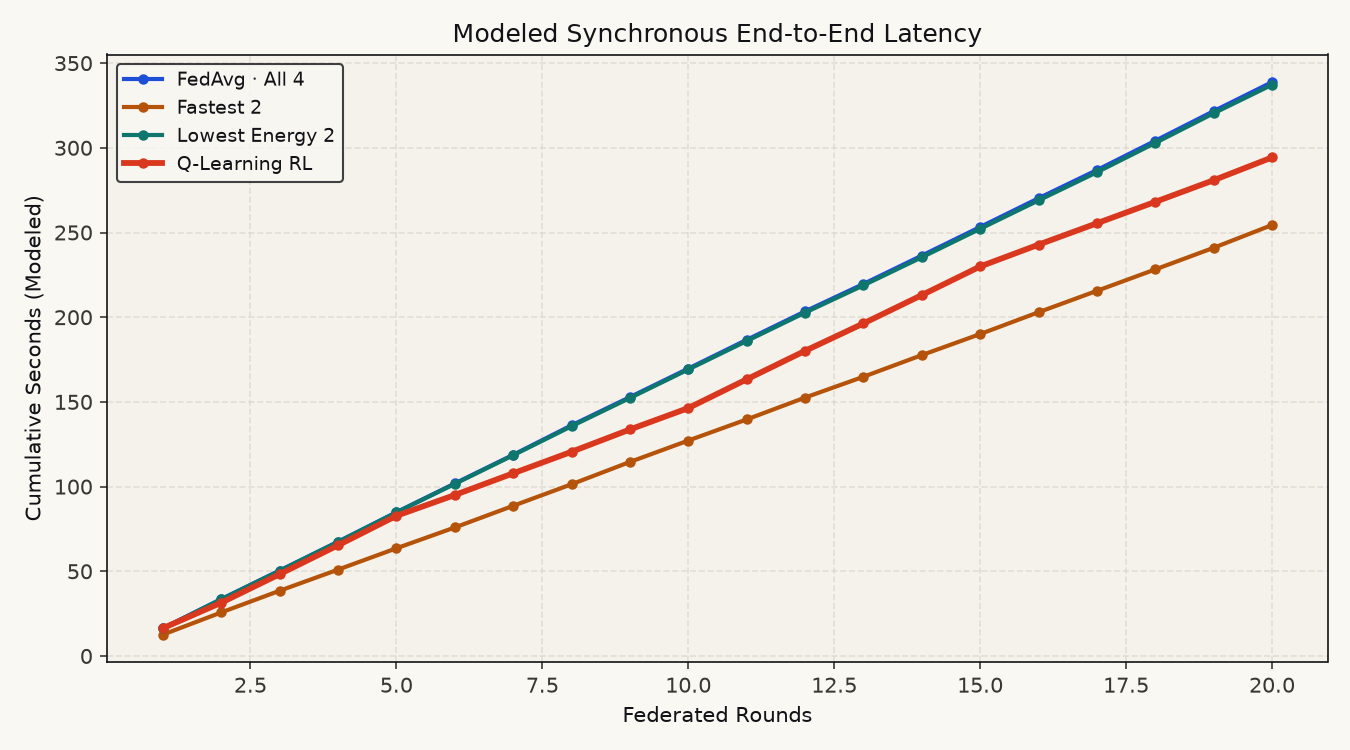 Modeled Synchronous End-to-End Latency
FedAvg · All 4
Fastest 2
Lowest Energy 2
Q-Learning RL
Cumulative Seconds (Modeled)
350
300
250
200
150
100
50
0
2.5 5.0 7.5 10.0 12.5 15.0 17.5 20.0
Federated Rounds